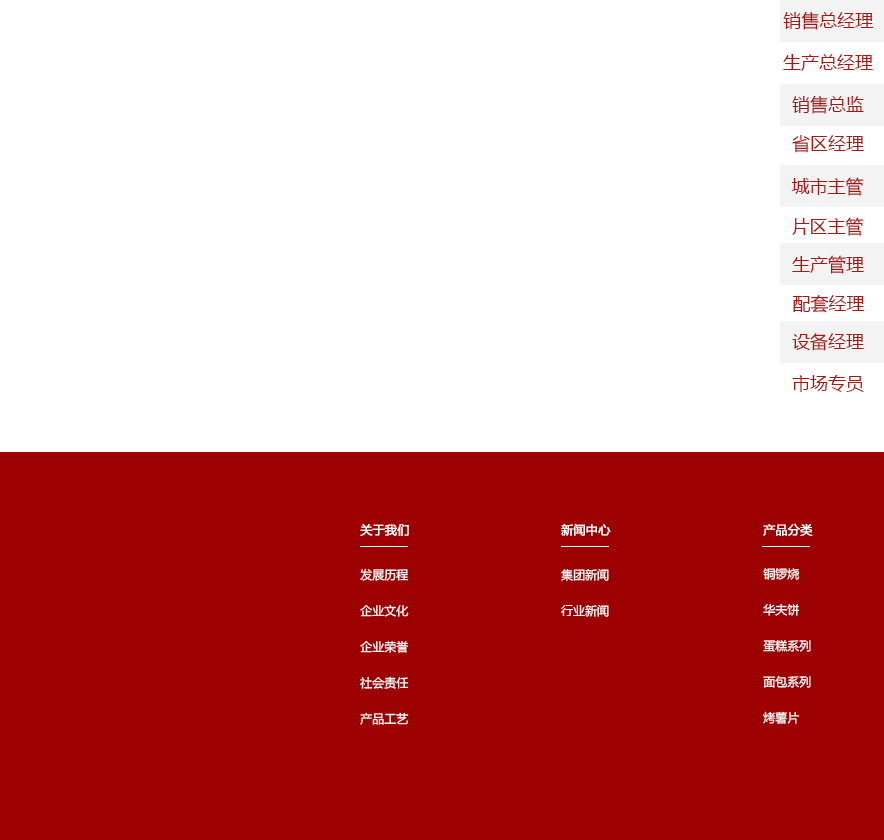 销售总经理
生产总经理
销售总监
省区经理
城市主管
片区主管
生产管理
配套经理
设备经理
市场专员
关于我们
发展历程
企业文化
企业荣誉
社会责任
产品工艺
新闻中心
集团新闻
行业新闻
产品分类
铜锣烧
华夫饼
蛋糕系列
面包系列
烤薯片